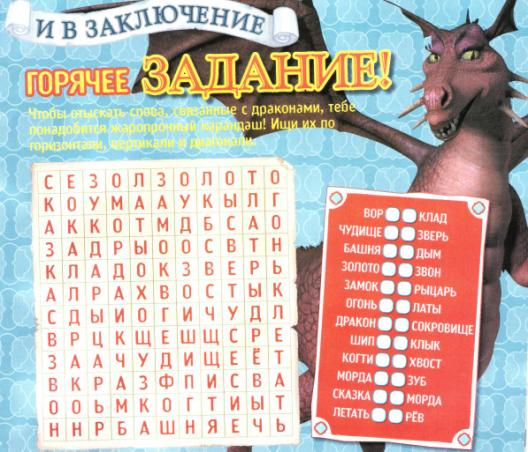 И В ЗАКЛЮЧЕНИЕ
ГОРЯЧЕЕ ЗАДАНИЕ!
Чтобы отыскать слова, связанные с драконами, тебе
понадобится жаропрочный карандаш! Ищи их по
горизонтали, вертикали и диагонали.
С Е З О Л З О Л О Т О
К О У М А А У К Ы Л Г
А К К О Т М Д Б С А О
З А Д Р Ы О О С В Т Н
К Л А Д О К З В Е Р Ь
А Л Р А Х В О С Т Ы К
С Д Ы И О Г И Ч У Д Л
В Р Ц К Щ Е Ш Щ С Р Е
З А А Ч У Д И Щ Е Ё Т
В К Р А З Ф П И С В А
О О Ь М К О Г Т И Ы Т
Н Н Р Б А Ш Н Я Е Ч Ь
ВОР КЛАД
ЧУДИЩЕ ЗВЕРЬ
БАШНЯ ДЫМ
ЗОЛОТО ЗВОН
ЗАМОК РЫЦАРЬ
ОГОНЬ ЛАТЫ
ДРАКОН СОКРОВИЩЕ
ШИП КЛЫК
КОГТИ ХВОСТ
МОРДА ЗУБ
СКАЗКА МОРДА
ЛЕТАТЬ РЁВ